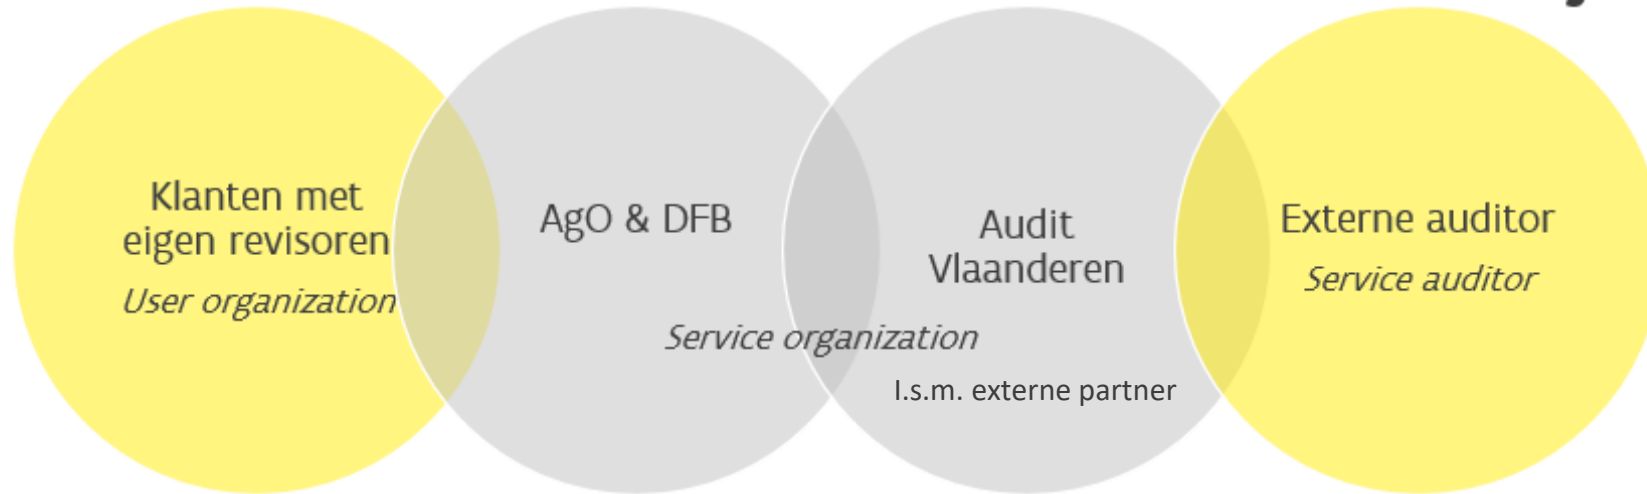 Klanten met
eigen revisoren
User organization
AgO & DFB
Audit
Vlaanderen
Service organization
I.s.m. externe partner
Externe auditor
Service auditor